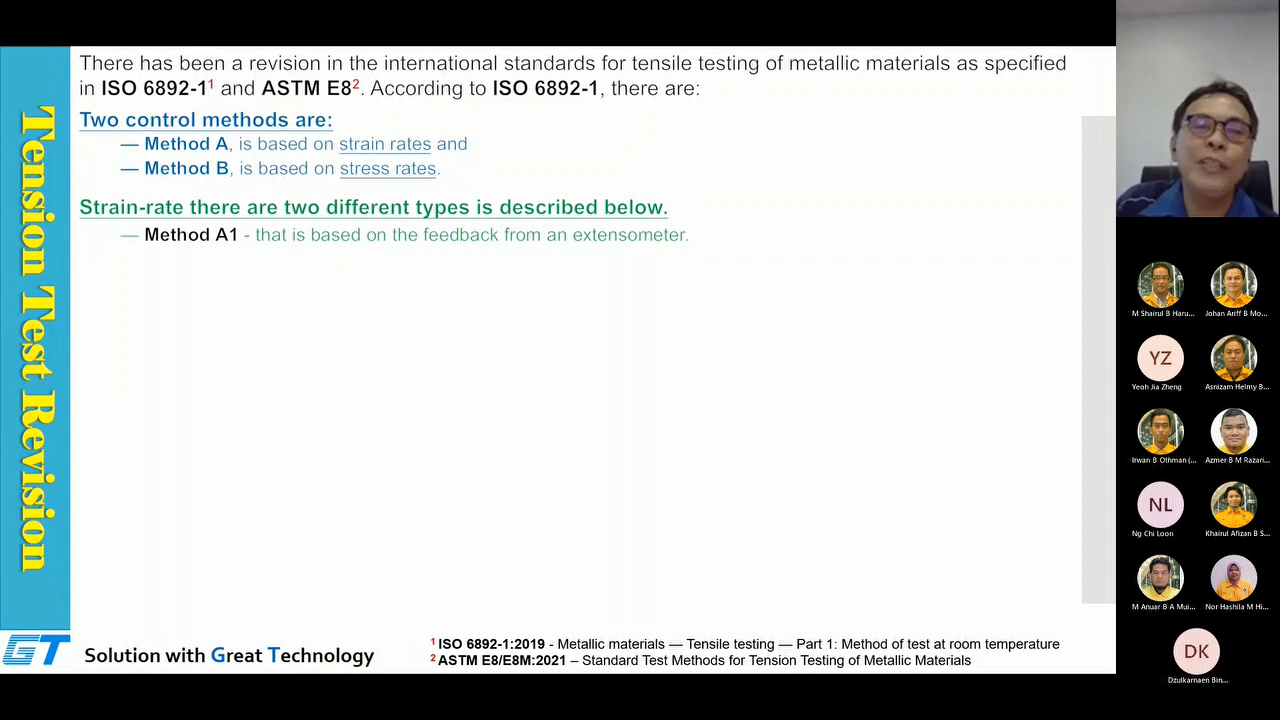 There has been a revision in the international standards for tensile testing of metallic materials as specified
in ISO 6892-1¹ and ASTM E8². According to ISO 6892-1, there are:
Two control methods are:
— Method A, is based on strain rates and
— Method B, is based on stress rates.
Strain-rate there are two different types is described below.
— Method A1 - that is based on the feedback from an extensometer.
Tension Test Revision
GT
Solution with Great Technology
¹ ISO 6892-1:2019 - Metallic materials — Tensile testing — Part 1: Method of test at room temperature
² ASTM E8/E8M:2021 – Standard Test Methods for Tension Testing of Metallic Materials
M Shairul B Haru...
Johan Ariff B Mo...
YZ
Yeoh Jia Zheng
Asnizam Helmy B...
Irwan B Othman (...
Azmer B M Razari...
NL
Ng Chi Loon
Khairul Afizan B S...
M Anuar B A Mui...
Nor Hashila M Hi...
DK
Dzulkarnaen Bin...